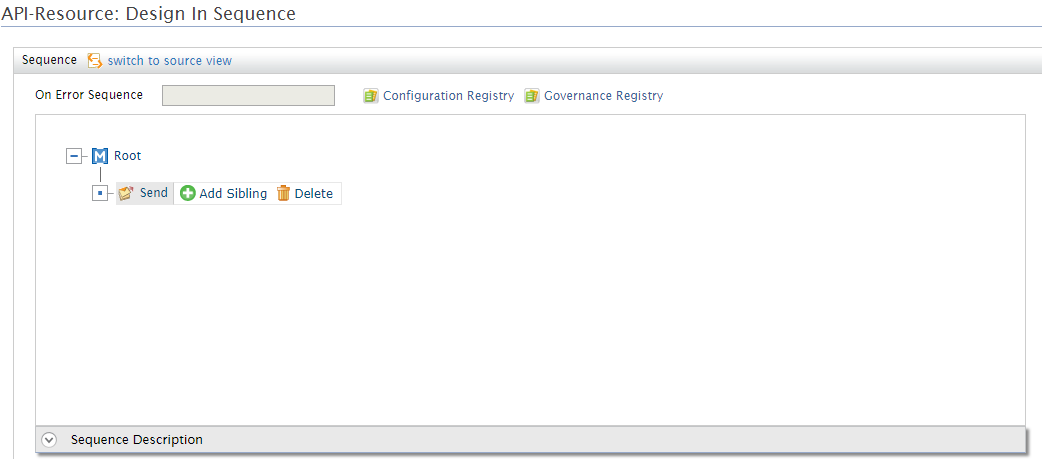 API-Resource: Design In Sequence
Sequence switch to source view
On Error Sequence Configuration Registry Governance Registry
Root
Send Add Sibling Delete
Sequence Description